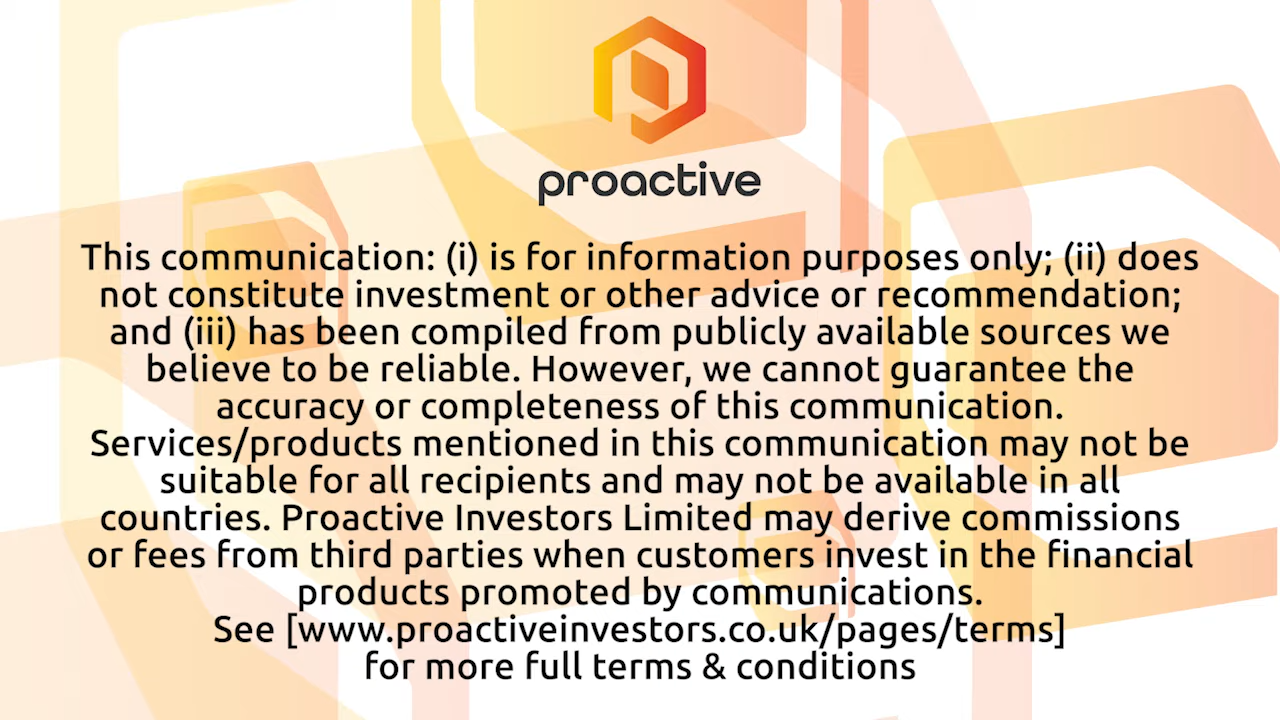 proactive
This communication: (i) is for information purposes only; (ii) does
not constitute investment or other advice or recommendation;
and (iii) has been compiled from publicly available sources we
believe to be reliable. However, we cannot guarantee the
accuracy or completeness of this communication.
Services/products mentioned in this communication may not be
suitable for all recipients and may not be available in all
countries. Proactive Investors Limited may derive commissions
or fees from third parties when customers invest in the financial
products promoted by communications.
See [www.proactiveinvestors.co.uk/pages/terms]
for more full terms & conditions